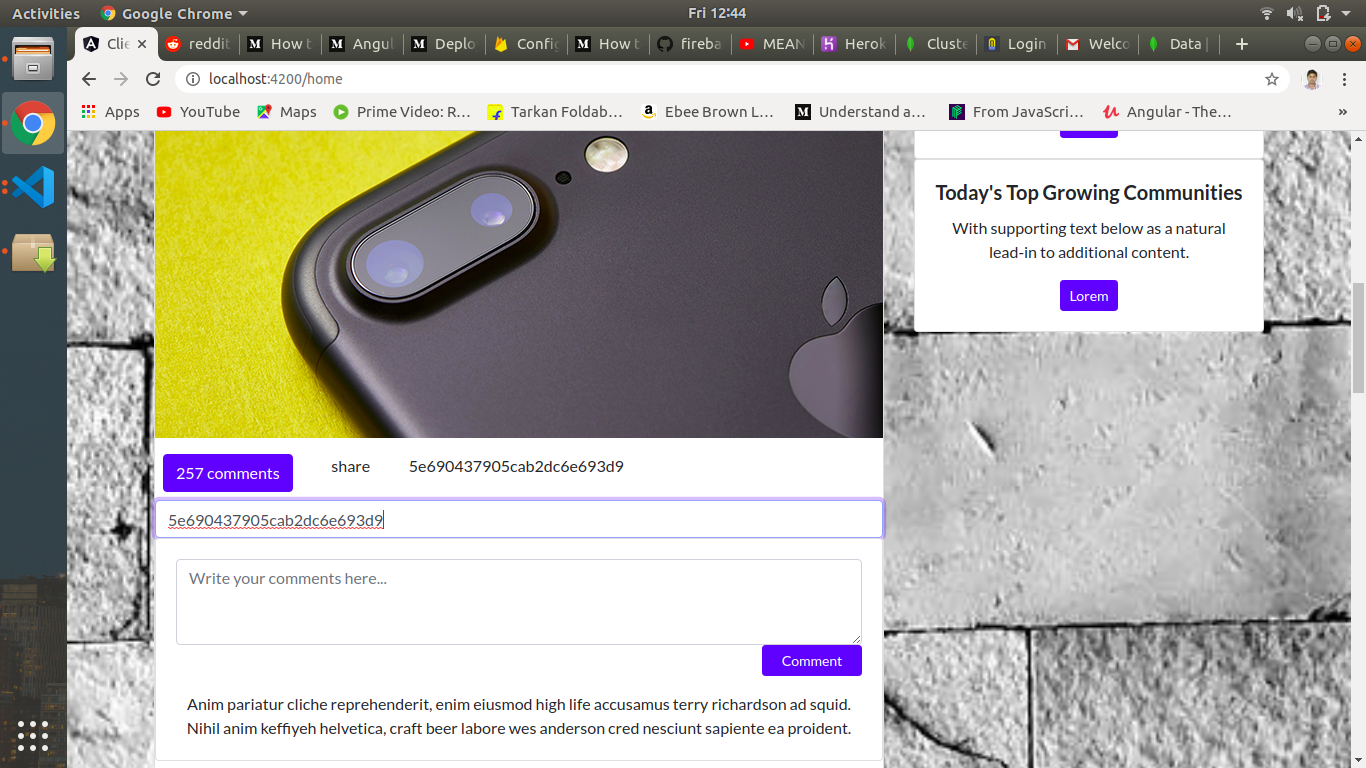 Activities Google Chrome Fri 12:44
Clie reddit How t Angul Deplo Config How t fireba MEAN Herok Cluste Login Welco Data |
localhost:4200/home
Apps YouTube Maps Prime Video: R... Tarkan Foldab... Ebee Brown L... Understand a... From JavaScri... Angular - The... »
Today's Top Growing Communities
With supporting text below as a natural
lead-in to additional content.
Lorem
257 comments share 5e690437905cab2dc6e693d9
5e690437905cab2dc6e693d9
Write your comments here...
Comment
Anim pariatur cliche reprehenderit, enim eiusmod high life accusamus terry richardson ad squid.
Nihil anim keffiyeh helvetica, craft beer labore wes anderson cred nesciunt sapiente ea proident.